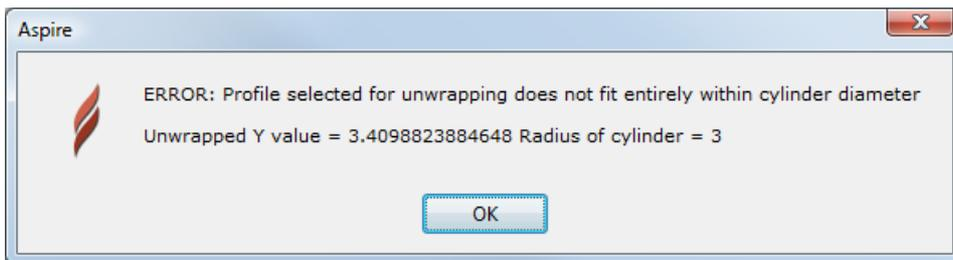 Aspire
ERROR: Profile selected for unwrapping does not fit entirely within cylinder diameter
Unwrapped Y value = 3.4098823884648 Radius of cylinder = 3
OK